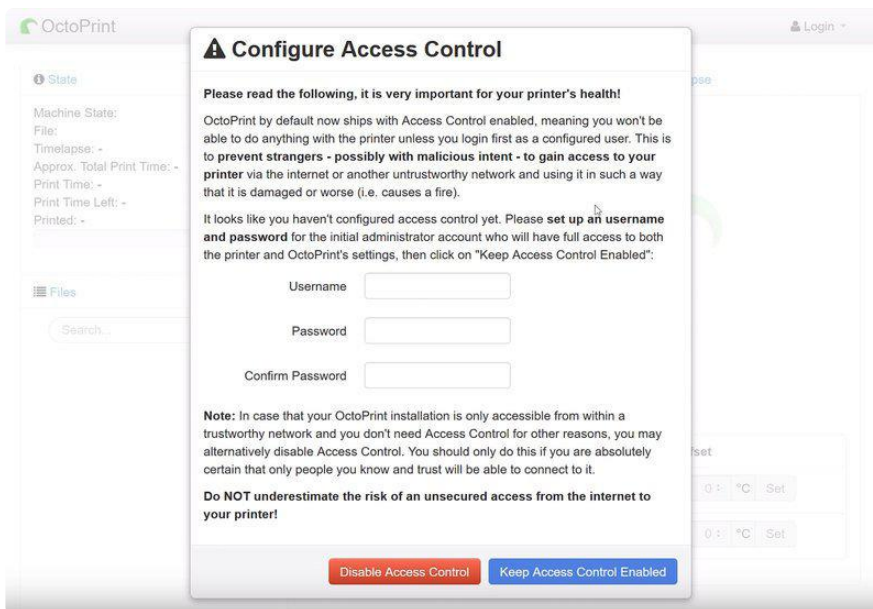 OctoPrint
Login
State
Machine State:
File:
Timelapse: -
Approx. Total Print Time: -
Print Time: -
Print Time Left: -
Printed: -
Files
Search...
Configure Access Control
Please read the following, it is very important for your printer's health!
OctoPrint by default now ships with Access Control enabled, meaning you won't be
able to do anything with the printer unless you login first as a configured user. This is
to prevent strangers - possibly with malicious intent - to gain access to your
printer via the internet or another untrustworthy network and using it in such a way
that it is damaged or worse (i.e. causes a fire).
It looks like you haven't configured access control yet. Please set up an username
and password for the initial administrator account who will have full access to both
the printer and OctoPrint's settings, then click on "Keep Access Control Enabled":
Username
Password
Confirm Password
Note: In case that your OctoPrint installation is only accessible from within a
trustworthy network and you don't need Access Control for other reasons, you may
alternatively disable Access Control. You should only do this if you are absolutely
certain that only people you know and trust will be able to connect to it.
Do NOT underestimate the risk of an unsecured access from the internet to
your printer!
Disable Access Control
Keep Access Control Enabled
pse
fset
0 °C Set
0 °C Set